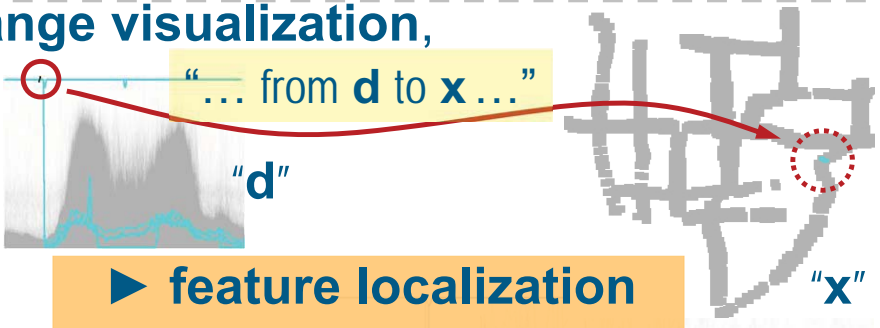 ange visualization,
“... from d to x ...”
“d”
► feature localization
“x”